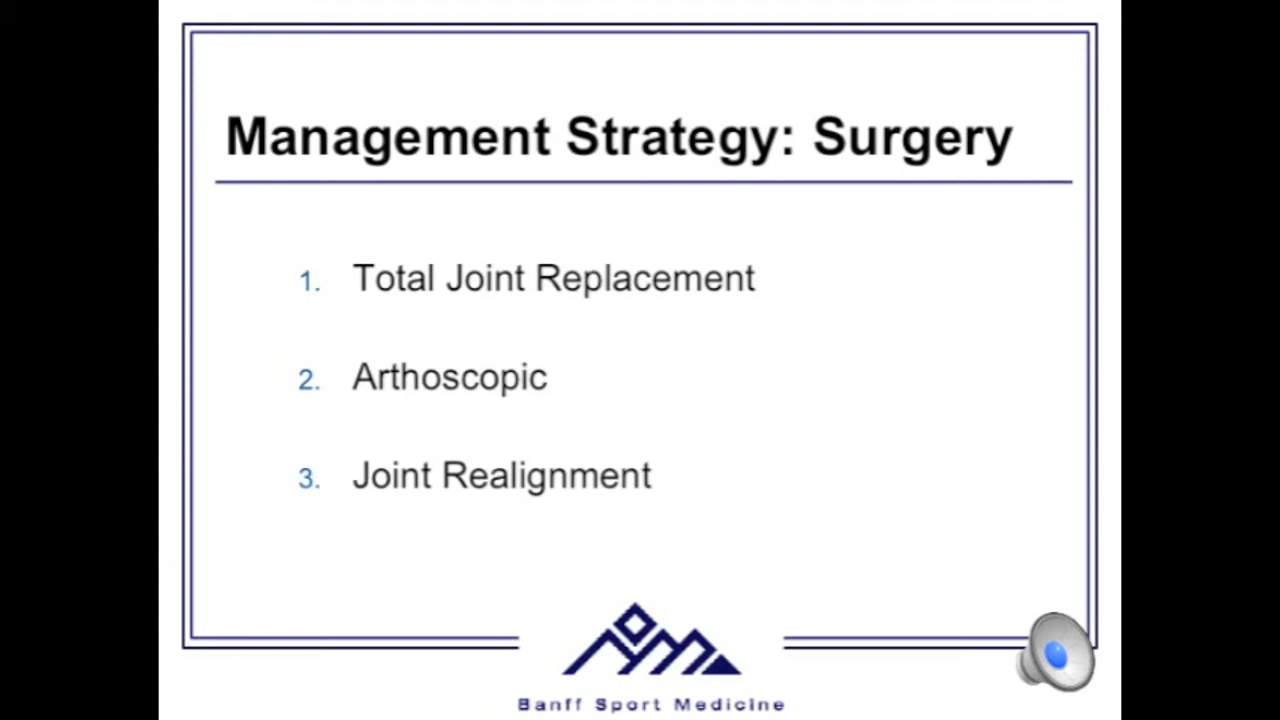 Management Strategy: Surgery
1. Total Joint Replacement
2. Arthoscopic
3. Joint Realignment
Banff Sport Medicine